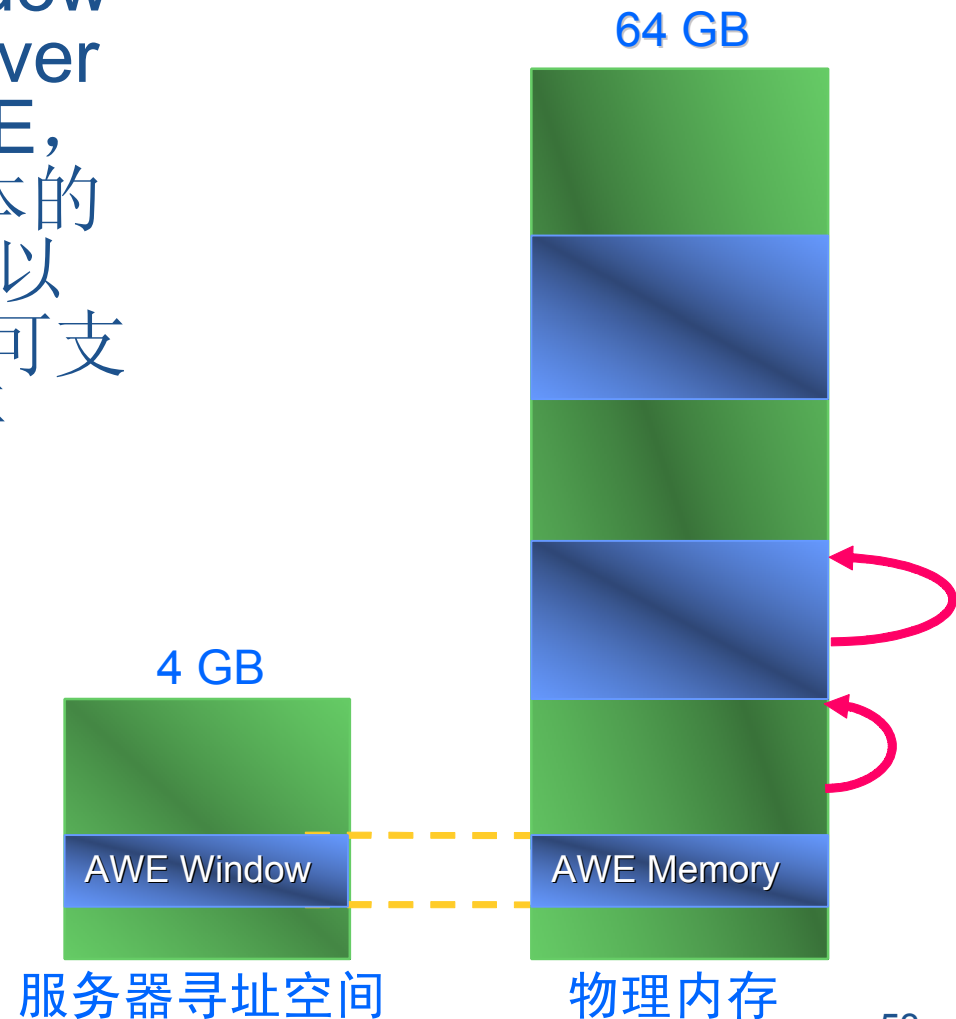 ver
E，
本的
以
可支
64 GB
4 GB
AWE Window
AWE Memory
服务器寻址空间
物理内存